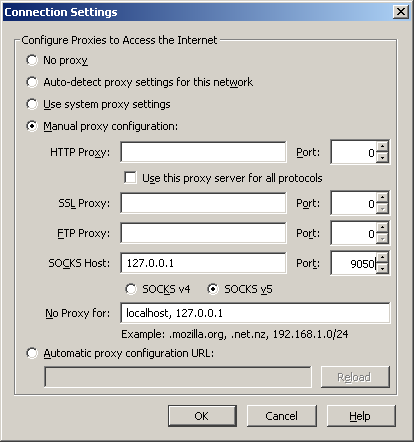 Connection Settings
Configure Proxies to Access the Internet
No proxy
Auto-detect proxy settings for this network
Use system proxy settings
Manual proxy configuration:
HTTP Proxy: Port: 0
Use this proxy server for all protocols
SSL Proxy: Port: 0
FTP Proxy: Port: 0
SOCKS Host: 127.0.0.1 Port: 9050
SOCKS v4 SOCKS v5
No Proxy for: localhost, 127.0.0.1
Example: .mozilla.org, .net.nz, 192.168.1.0/24
Automatic proxy configuration URL:
Reload
OK Cancel Help